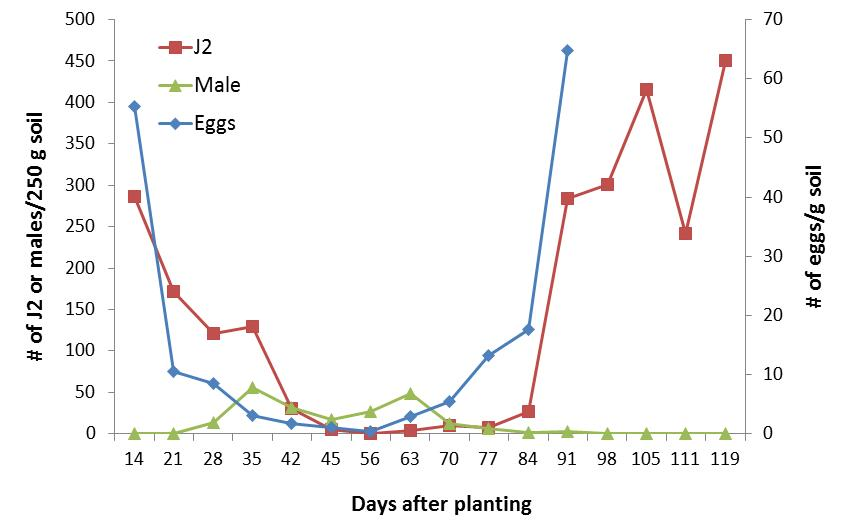 500
450
400
350
300
250
200
150
100
50
0
# of J2 or males/250 g soil
J2
Male
Eggs
70
60
50
40
30
20
10
0
# of eggs/g soil
14 21 28 35 42 45 56 63 70 77 84 91 98 105 111 119
Days after planting